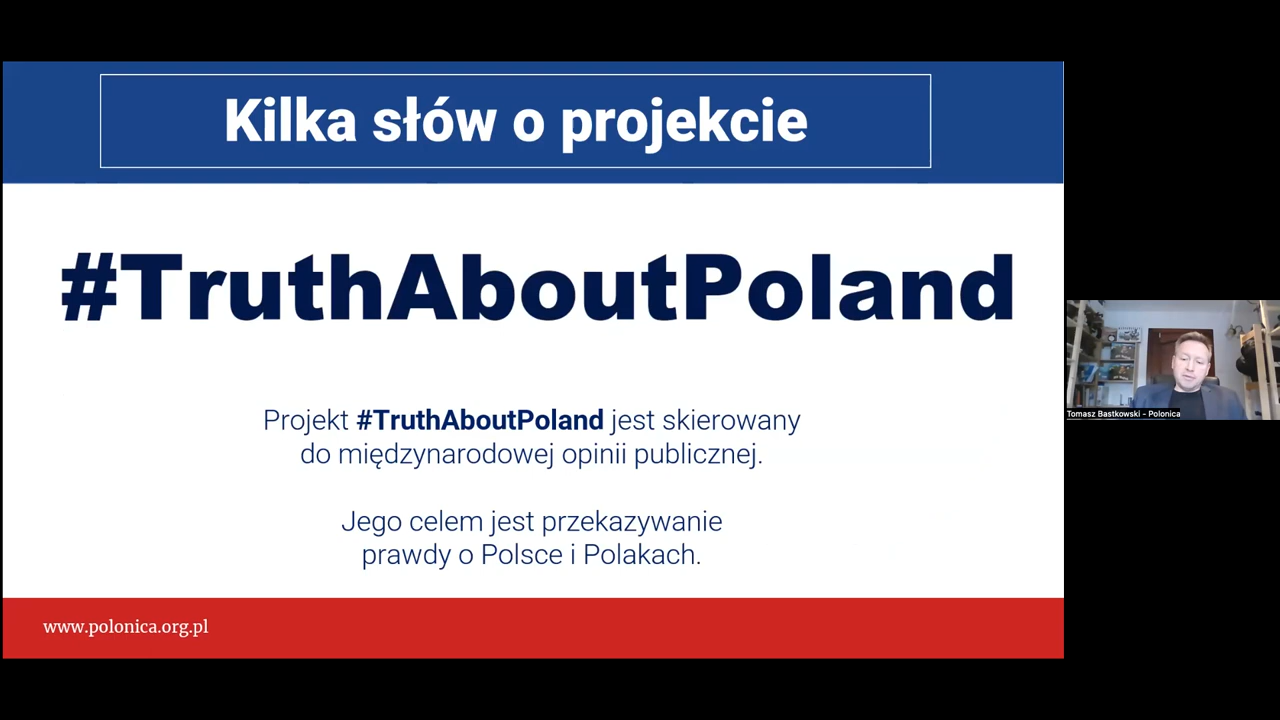 Kilka słów o projekcie
#TruthAboutPoland
Projekt #TruthAboutPoland jest skierowany
do międzynarodowej opinii publicznej.
Jego celem jest przekazywanie
prawdy o Polsce i Polakach.
www.polonica.org.pl
Tomasz Bastkowski - Polonica